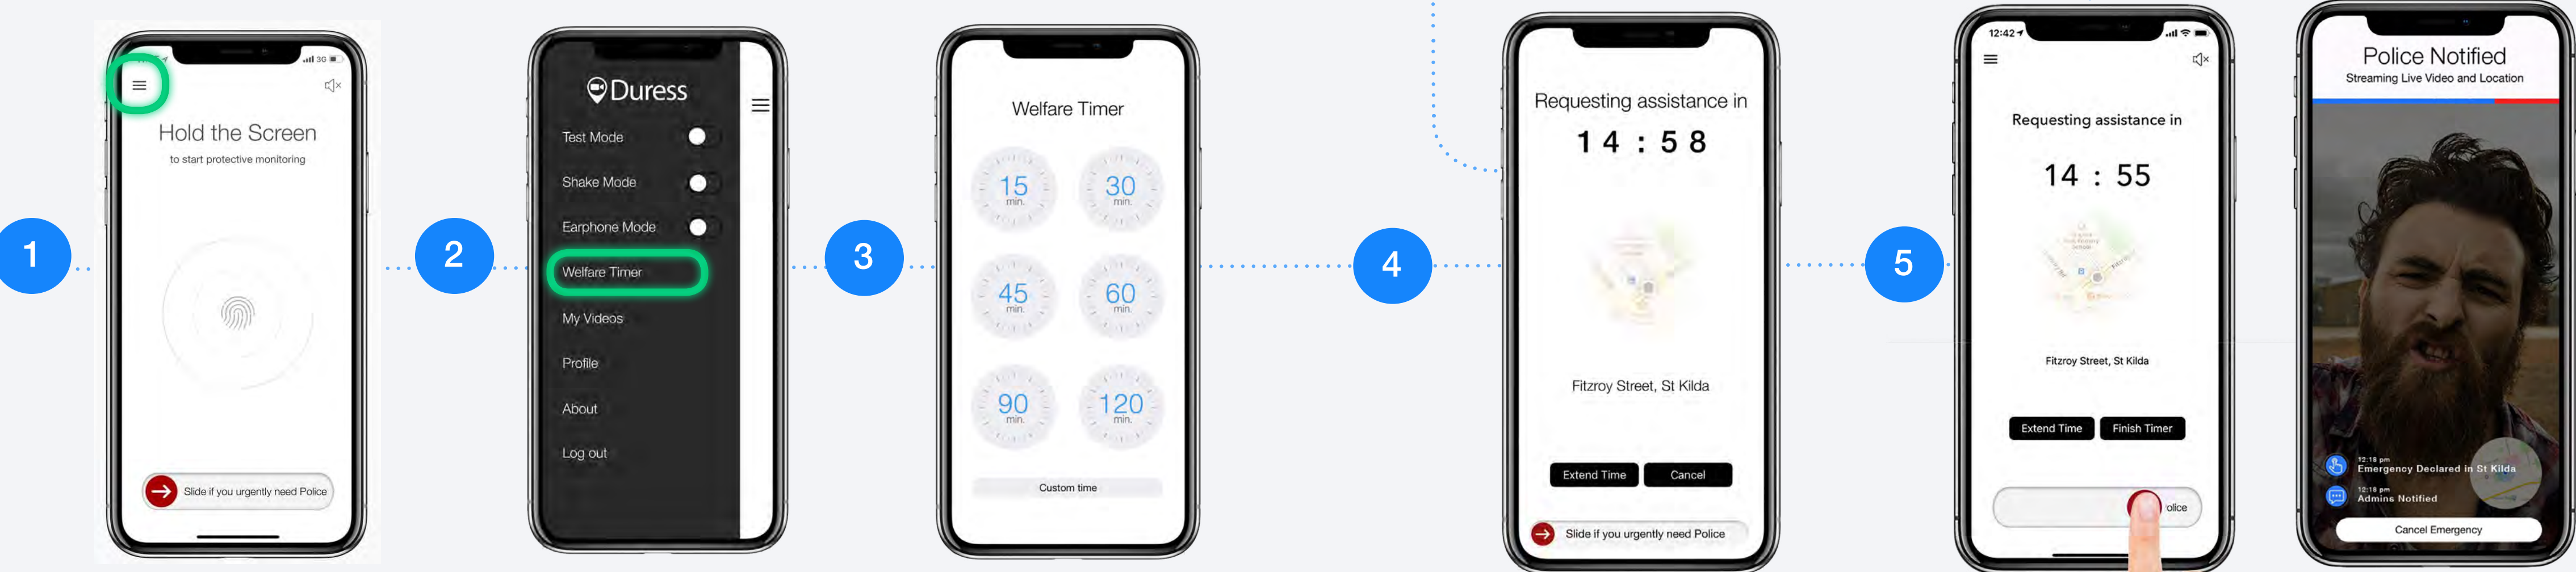 1
3G
Hold the Screen
to start protective monitoring
Slide if you urgently need Police
2
Duress
Test Mode
Shake Mode
Earphone Mode
Welfare Timer
My Videos
Profile
About
Log out
3
Welfare Timer
15
min.
30
min.
45
min.
60
min.
90
min.
120
min.
Custom time
4
Requesting assistance in
14 : 58
Fitzroy Street, St Kilda
Extend Time
Cancel
Slide if you urgently need Police
5
12:42
Requesting assistance in
14 : 55
Fitzroy Street, St Kilda
Extend Time
Finish Timer
olice
Police Notified
Streaming Live Video and Location
12:18 pm
Emergency Declared in St Kilda
12:18 pm
Admins Notified
Cancel Emergency